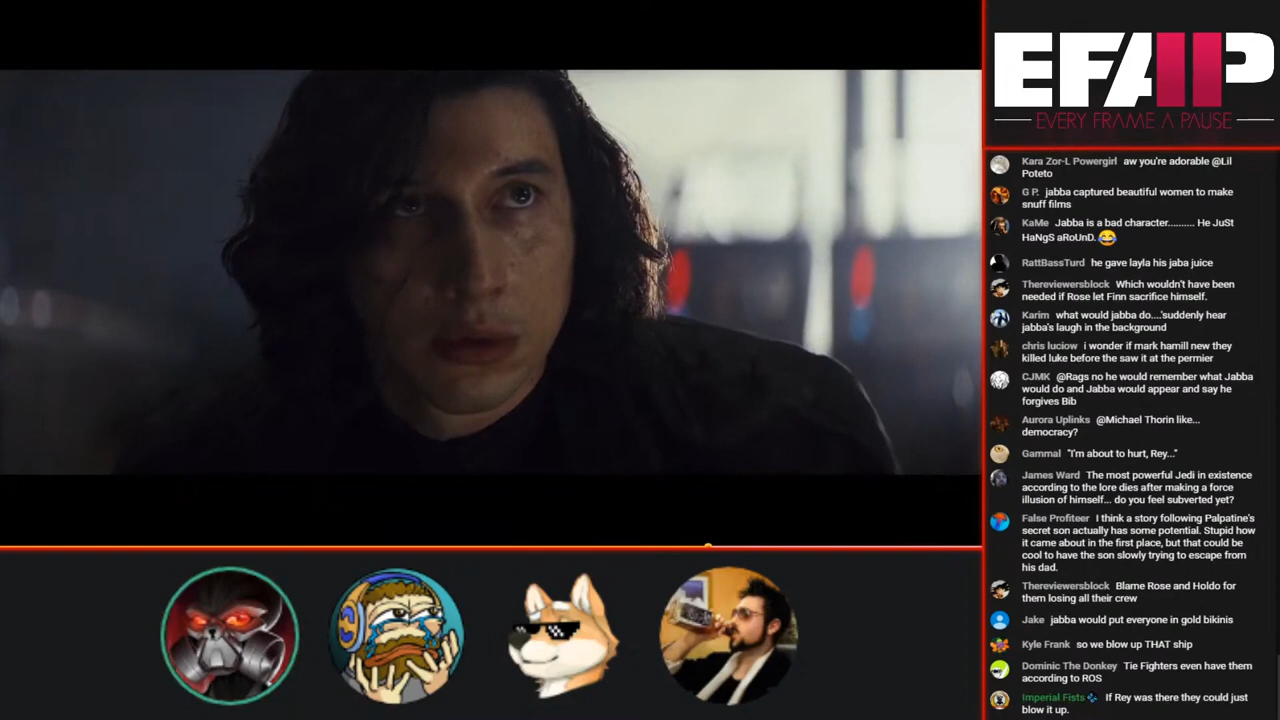 EFAP
EVERY FRAME A PAUSE
Kara Zor-L Powergirl aw you're adorable @Lil
Poteto
G P. jabba captured beautiful women to make
snuff films
KaMe Jabba is a bad character.......... He JuSt
HaNgS aRoUnD. 😂
RattBassTurd he gave layla his jaba juice
Thereviewersblock Which wouldn't have been
needed if Rose let Finn sacrifice himself.
Karim what would jabba do....'suddenly hear
jabba's laugh in the background
chris luciow i wonder if mark hamill new they
killed luke before the saw it at the permier
CJMK @Rags no he would remember what Jabba
would do and Jabba would appear and say he
forgives Bib
Aurora Uplinks @Michael Thorin like...
democracy?
Gammal "I'm about to hurt, Rey..."
James Ward The most powerful Jedi in existence
according to the lore dies after making a force
illusion of himself... do you feel subverted yet?
False Profiteer I think a story following Palpatine's
secret son actually has some potential. Stupid how
it came about in the first place, but that could be
cool to have the son slowly trying to escape from
his dad.
Thereviewersblock Blame Rose and Holdo for
them losing all their crew
Jake jabba would put everyone in gold bikinis
Kyle Frank so we blow up THAT ship
Dominic The Donkey Tie Fighters even have them
according to ROS
Imperial Fists If Rey was there they could just
blow it up.